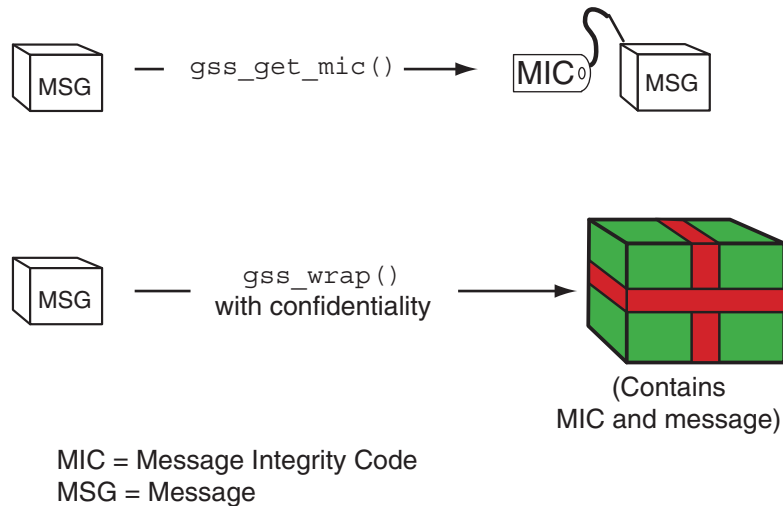 MSG
gss_get_mic()
MIC
MSG
MSG
gss_wrap()
with confidentiality
(Contains
MIC and message)
MIC = Message Integrity Code
MSG = Message